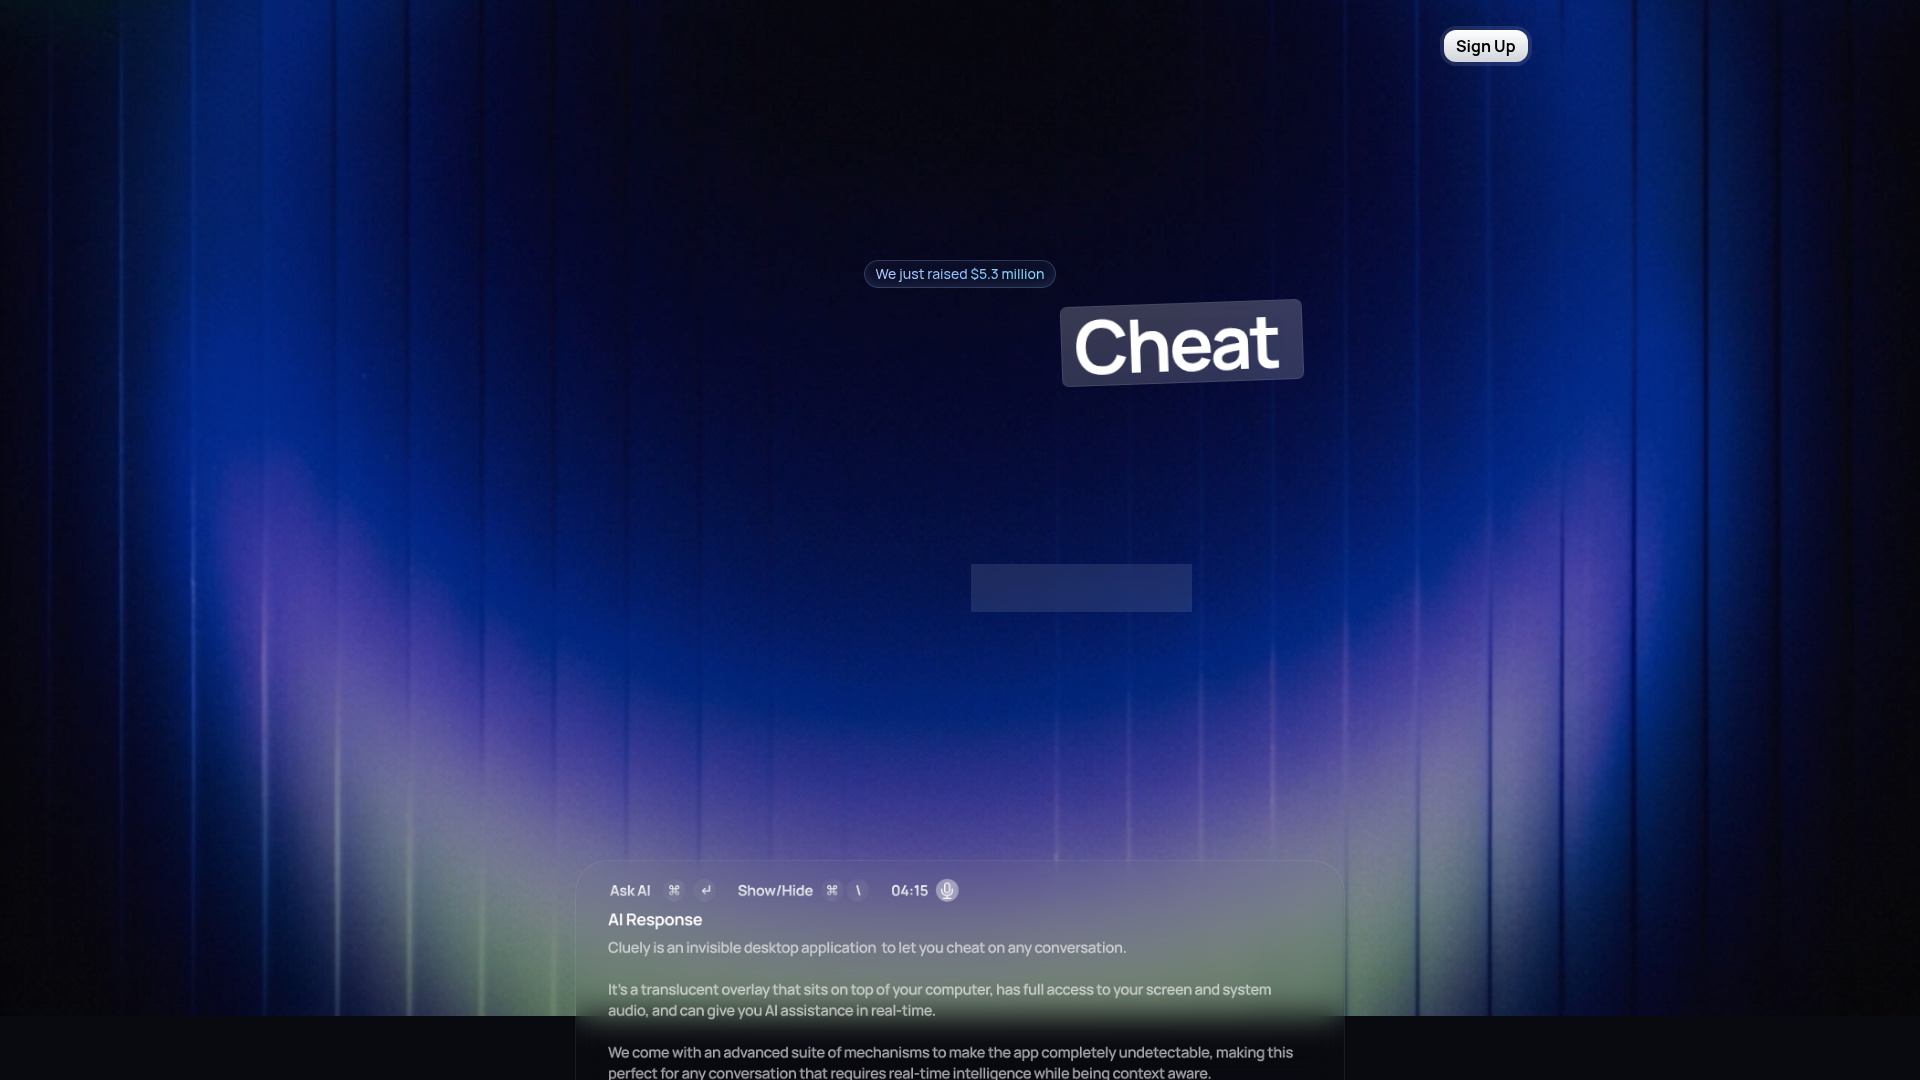 Sign Up
We just raised $5.3 million
Cheat
Ask AI ⌘ ↵ Show/Hide ⌘ \ 04:15
AI Response
Cluely is an invisible desktop application to let you cheat on any conversation.
It's a translucent overlay that sits on top of your computer, has full access to your screen and system
audio, and can give you AI assistance in real-time.
We come with an advanced suite of mechanisms to make the app completely undetectable, making this
perfect for any conversation that requires real-time intelligence while being context aware.